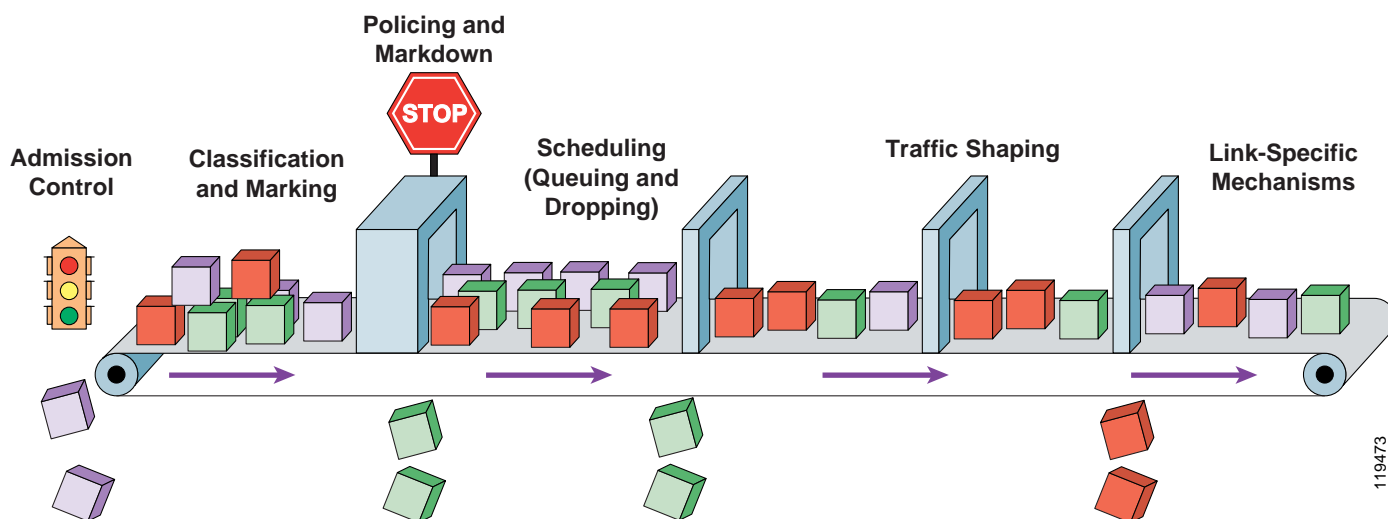 Policing and
Markdown
STOP
Admission
Control
Classification
and Marking
Scheduling
(Queuing and
Dropping)
Traffic Shaping
Link-Specific
Mechanisms
119473